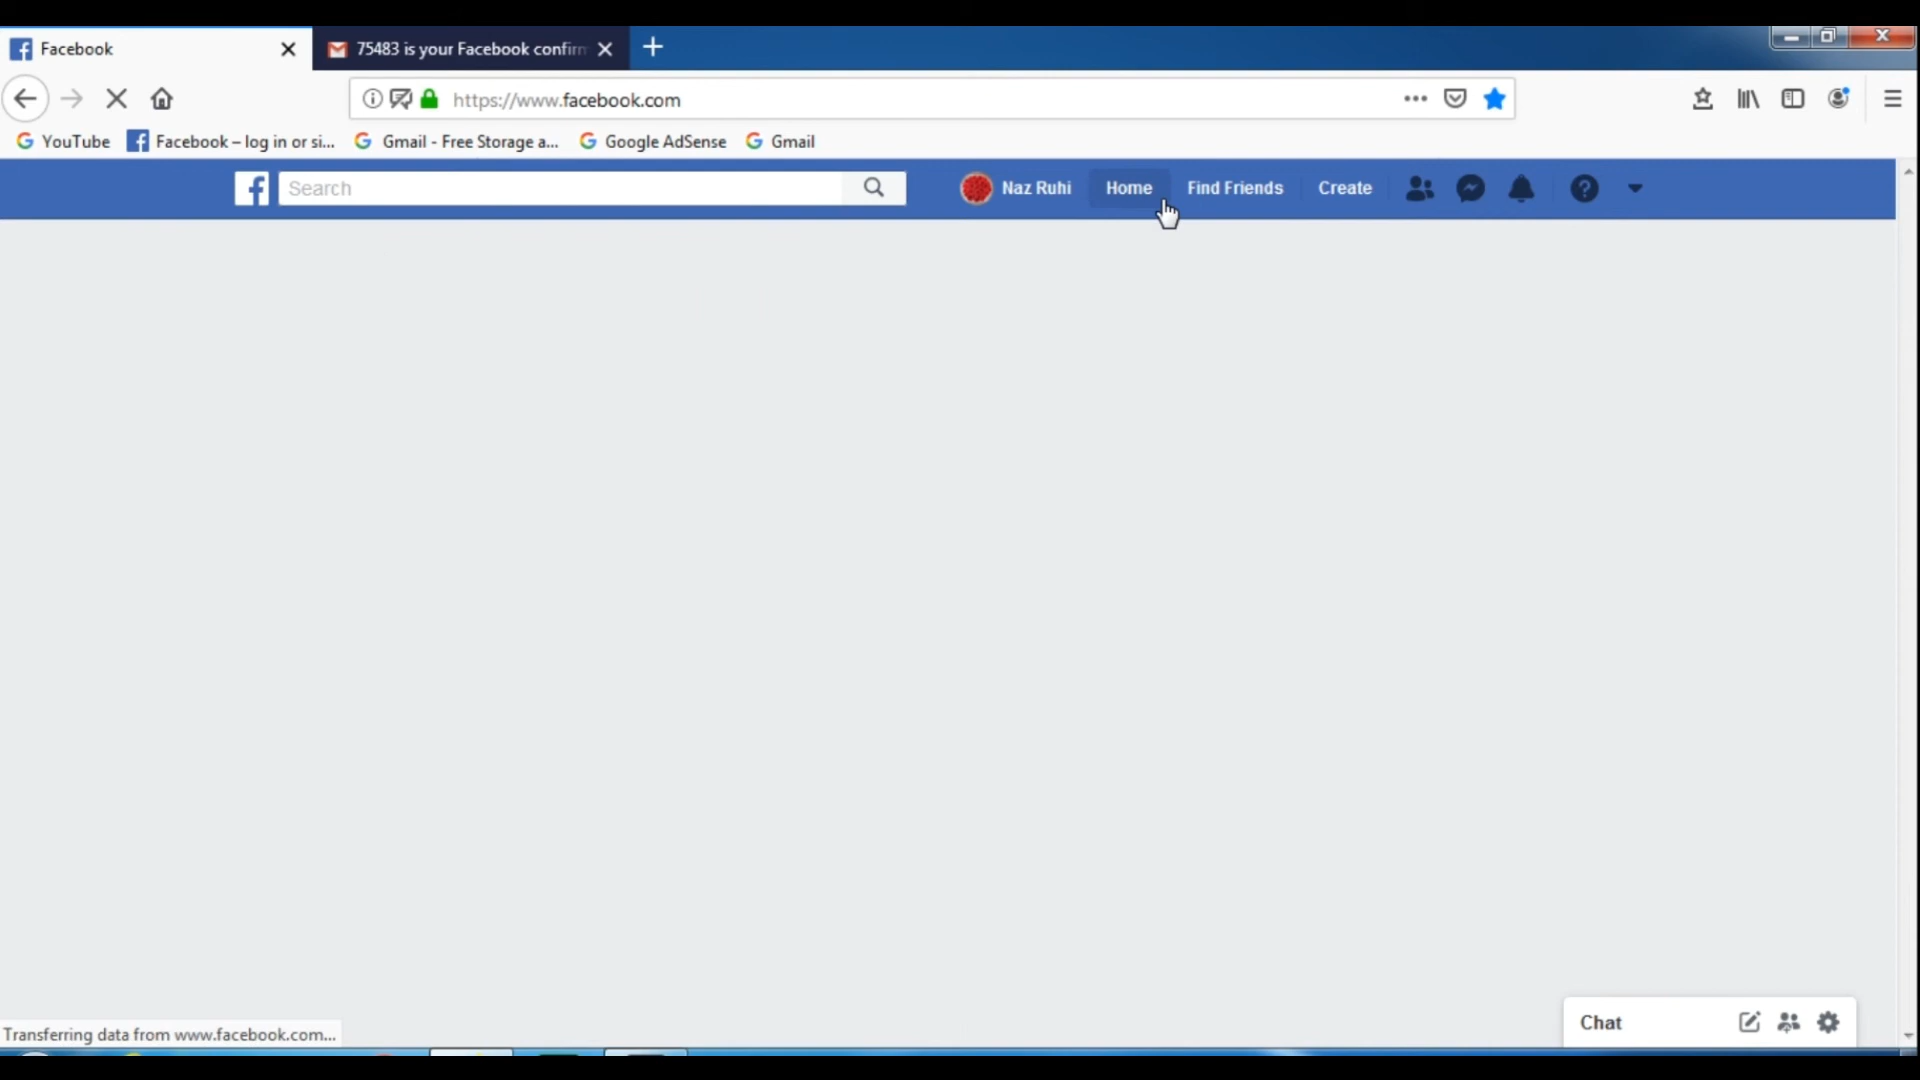 Facebook
75483 is your Facebook confirm
https://www.facebook.com
YouTube
Facebook – log in or si...
Gmail - Free Storage a...
Google AdSense
Gmail
Search
Naz Ruhi
Home
Find Friends
Create
Chat
Transferring data from www.facebook.com...